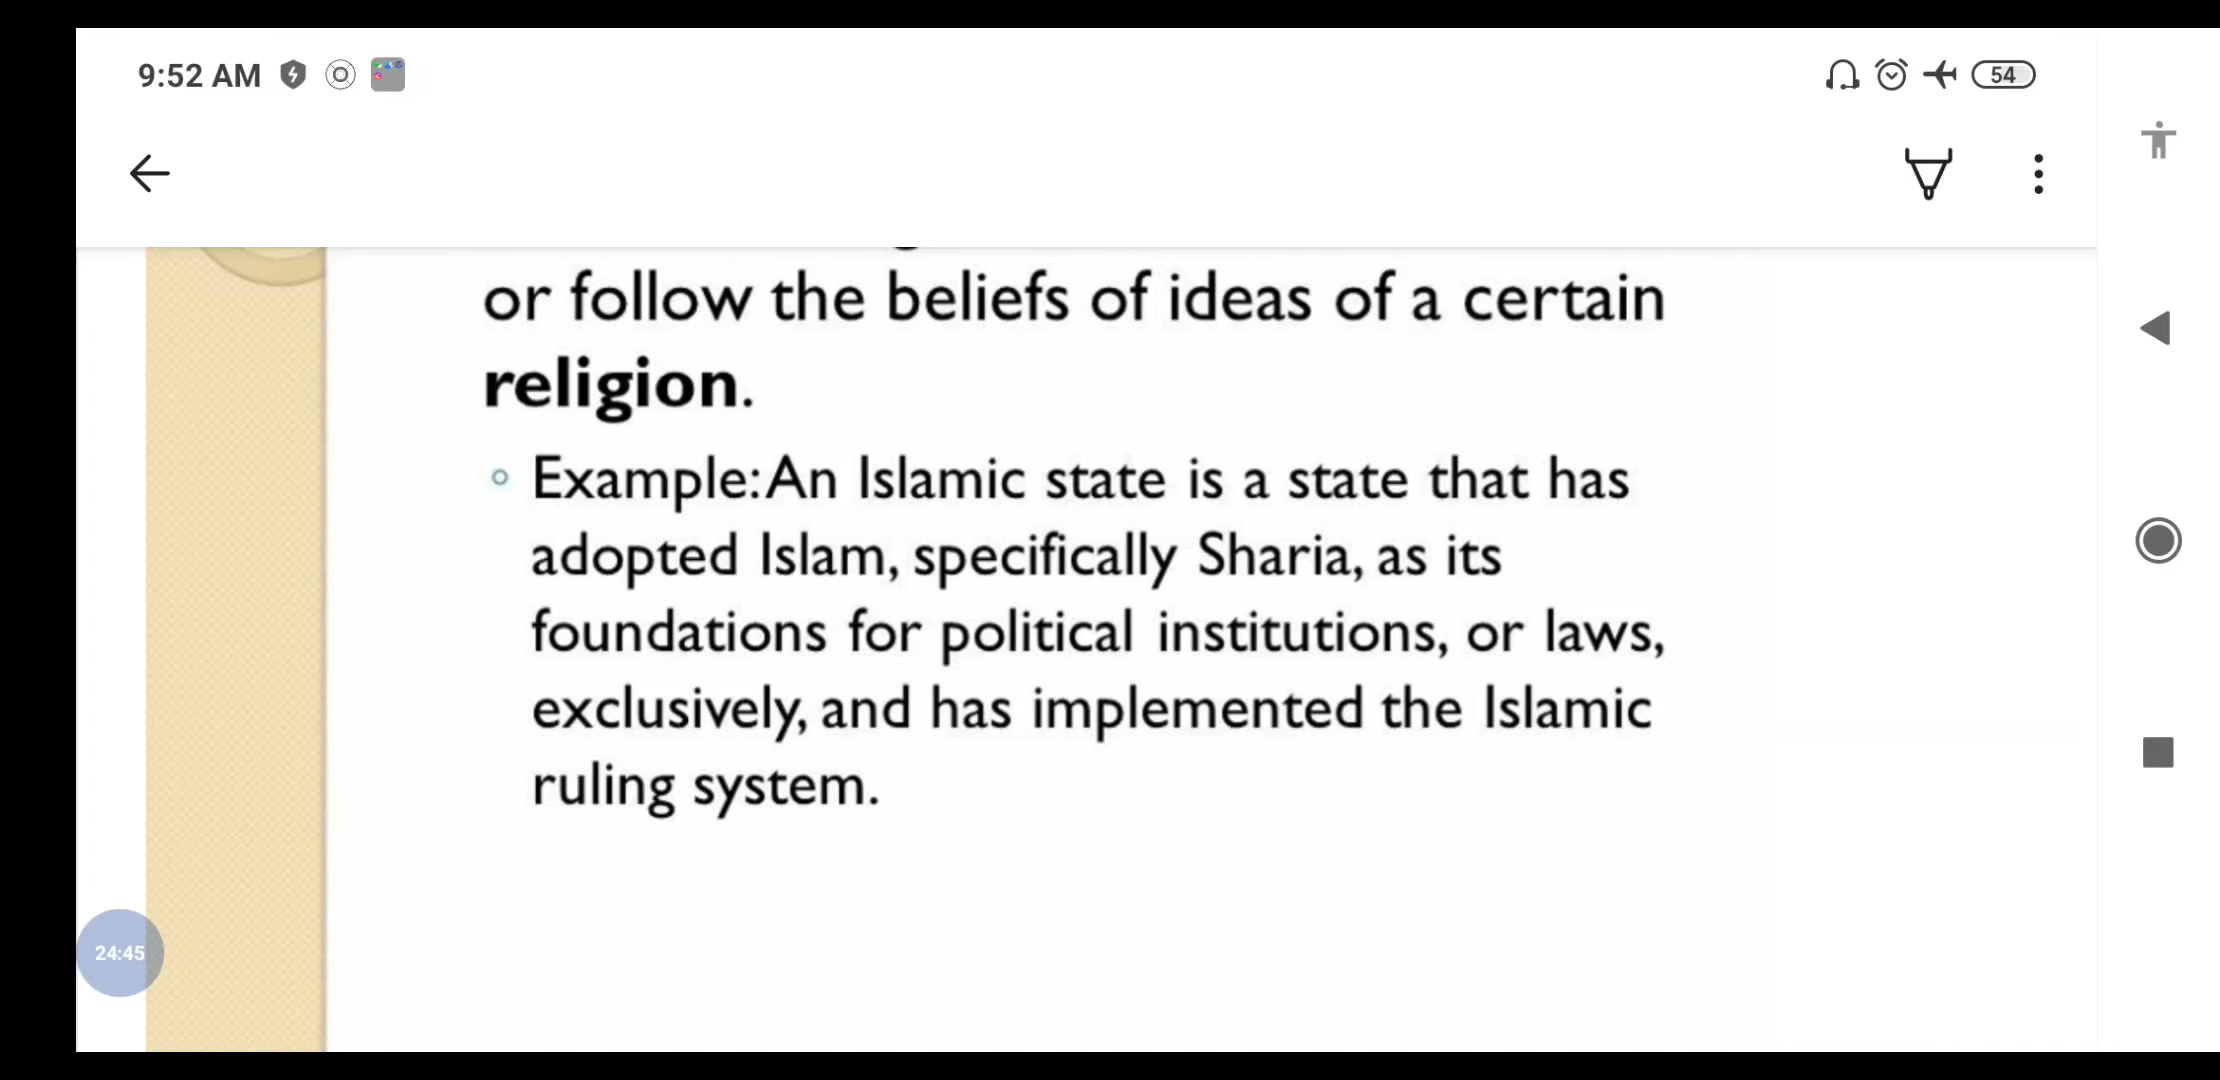 9:52 AM
54
or follow the beliefs of ideas of a certain
religion.
Example: An Islamic state is a state that has
adopted Islam, specifically Sharia, as its
foundations for political institutions, or laws,
exclusively, and has implemented the Islamic
ruling system.
24:45